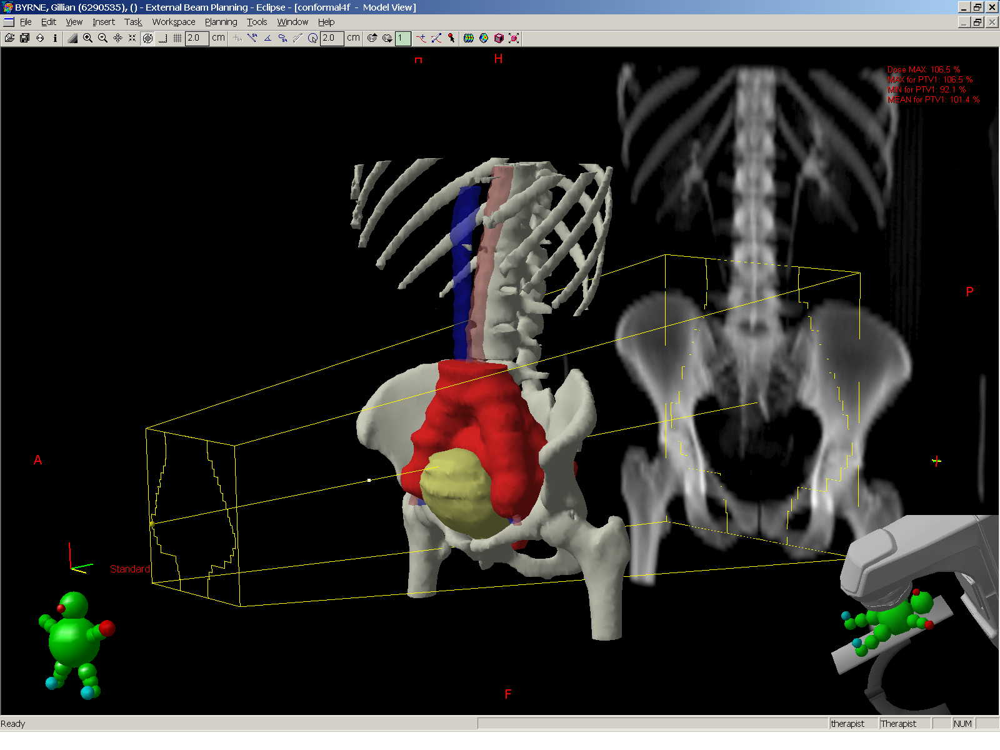 BYRNE, Gillian (6290535), () - External Beam Planning - Eclipse - [conformal4f - Model View]
File Edit View Insert Task Workspace Planning Tools Window Help
2.0 cm 2.0 cm 1
H
Dose MAX: 106.5 %
MAX for PTV1: 106.5 %
MIN for PTV1: 92.1 %
MEAN for PTV1: 101.4 %
P
A
Standard
F
Ready therapist Therapist NUM